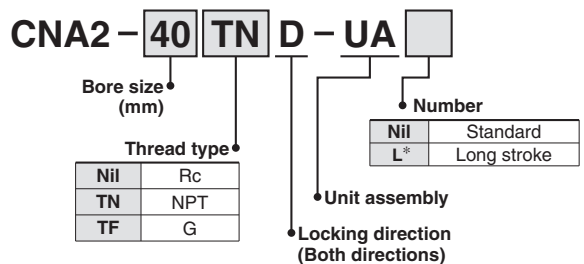 CNA2 – 40 TN D – UA
Bore size
(mm)
Number
Nil Standard
L* Long stroke
Thread type
Nil Rc
TN NPT
TF G
Unit assembly
Locking direction
(Both directions)